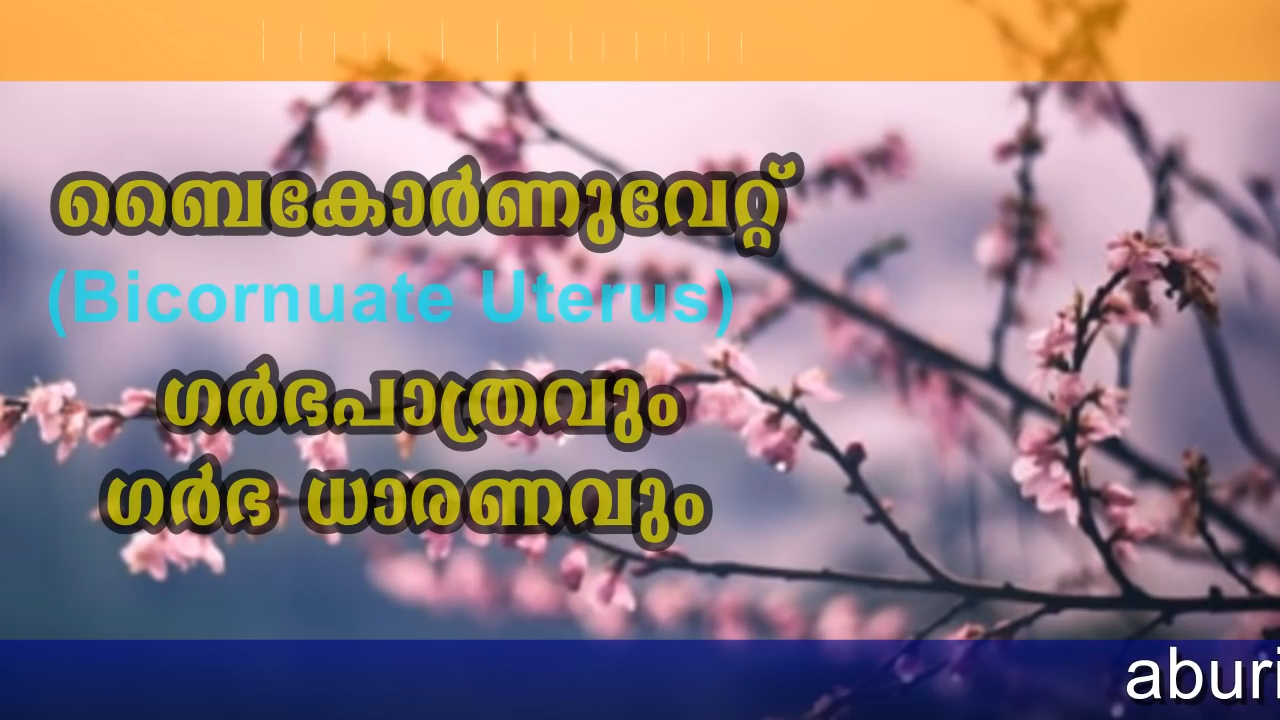 ബൈകോർണുവേറ്റ്
(Bicornuate Uterus)
ഗർഭപാത്രവും
ഗർഭ ധാരണവും
aburi